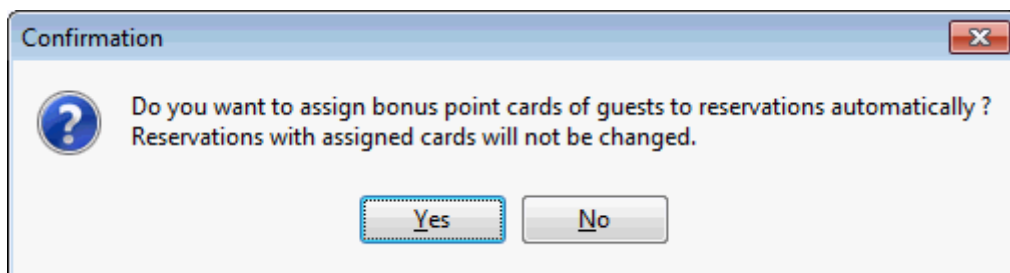 Confirmation
Do you want to assign bonus point cards of guests to reservations automatically ?
Reservations with assigned cards will not be changed.
Yes
No